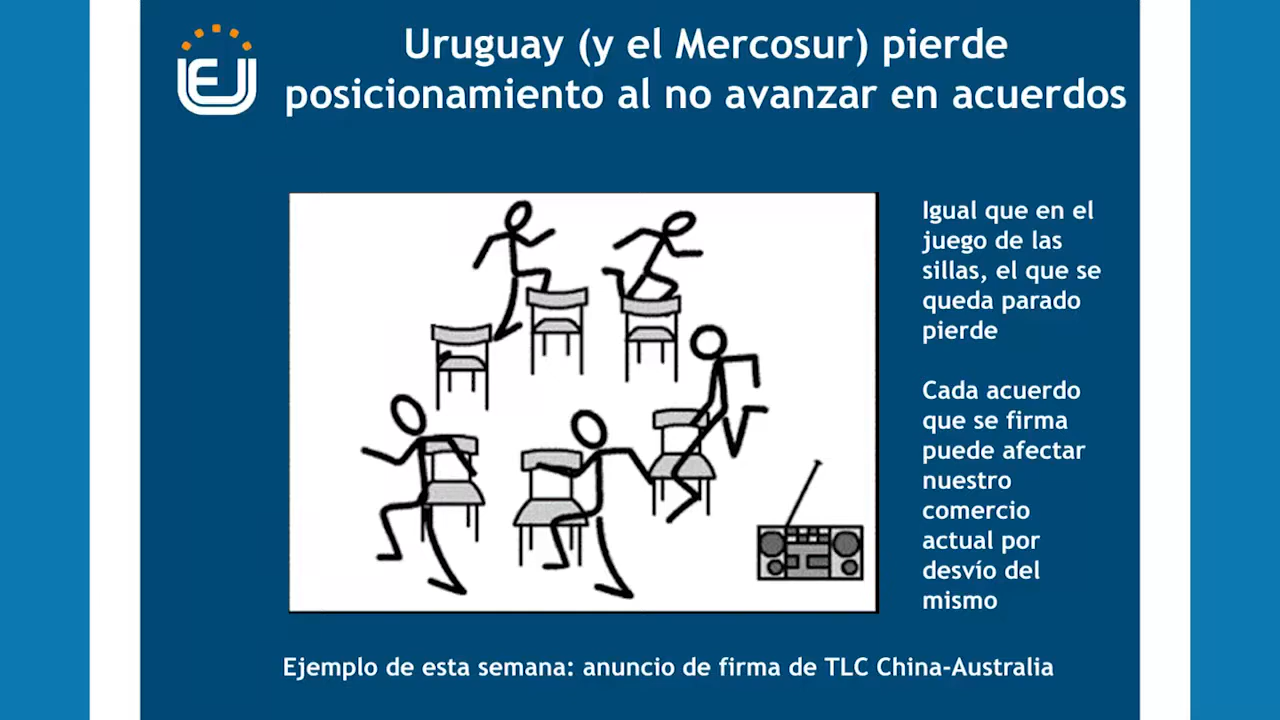 Uruguay (y el Mercosur) pierde
posicionamiento al no avanzar en acuerdos
Igual que en el
juego de las
sillas, el que se
queda parado
pierde
Cada acuerdo
que se firma
puede afectar
nuestro
comercio
actual por
desvío del
mismo
Ejemplo de esta semana: anuncio de firma de TLC China-Australia